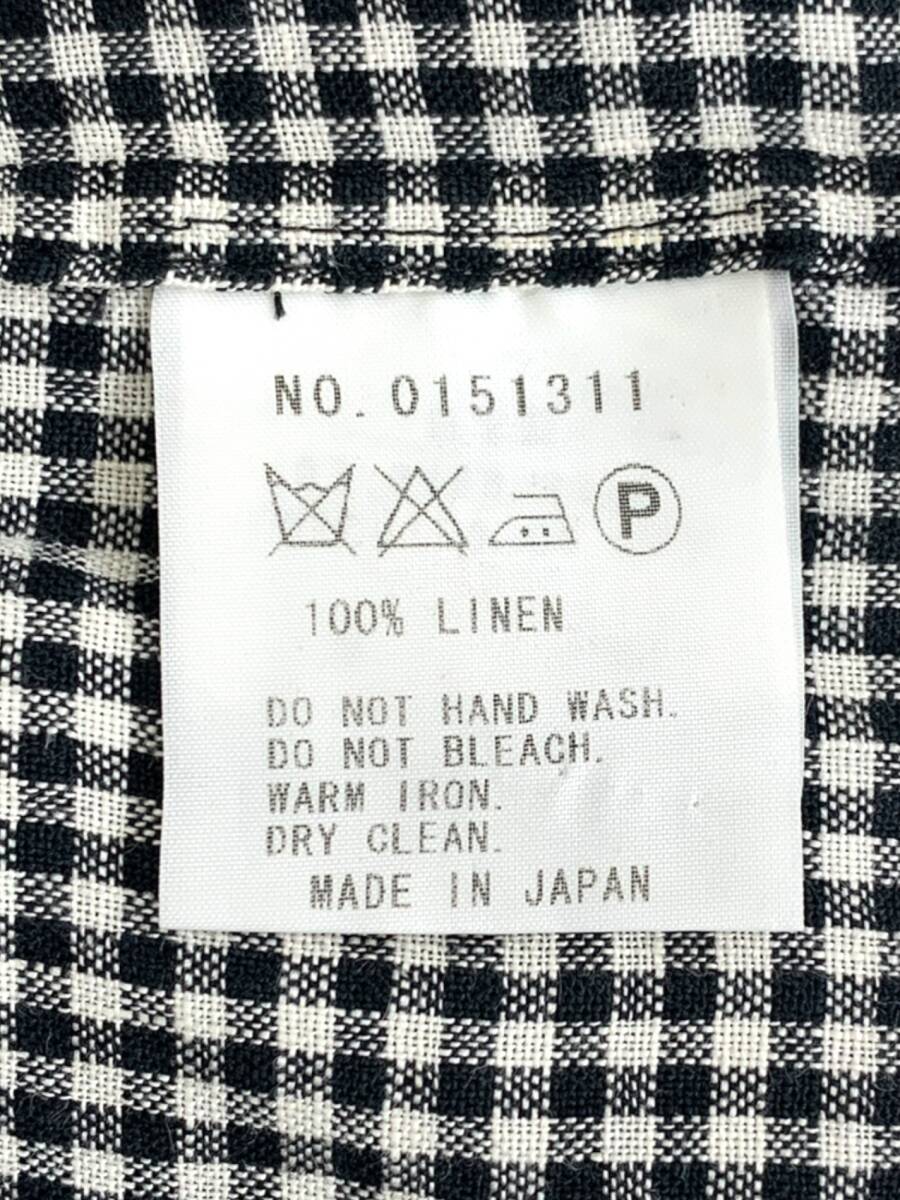 NO. 0151311
P
100% LINEN
DO NOT HAND WASH.
DO NOT BLEACH.
WARM IRON.
DRY CLEAN.
MADE IN JAPAN